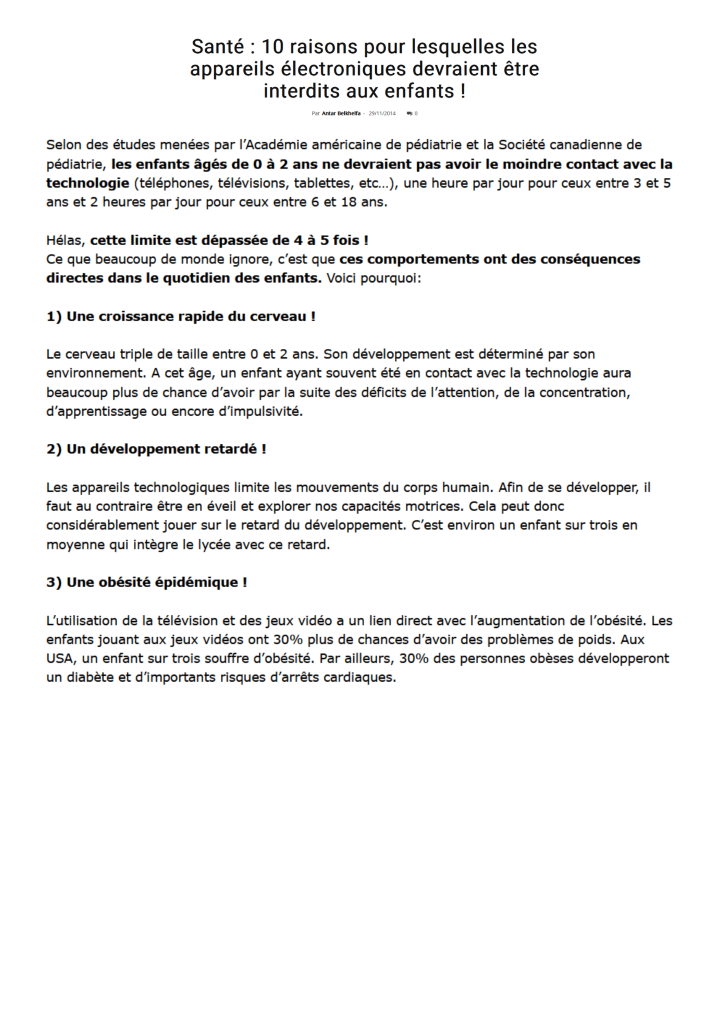 Santé : 10 raisons pour lesquelles les
appareils électroniques devraient être
interdits aux enfants !
Par Antar Belkhelfa - 29/11/2014 0
Selon des études menées par l’Académie américaine de pédiatrie et la Société canadienne de
pédiatrie, les enfants âgés de 0 à 2 ans ne devraient pas avoir le moindre contact avec la
technologie (téléphones, télévisions, tablettes, etc…), une heure par jour pour ceux entre 3 et 5
ans et 2 heures par jour pour ceux entre 6 et 18 ans.
Hélas, cette limite est dépassée de 4 à 5 fois !
Ce que beaucoup de monde ignore, c’est que ces comportements ont des conséquences
directes dans le quotidien des enfants. Voici pourquoi:
1) Une croissance rapide du cerveau !
Le cerveau triple de taille entre 0 et 2 ans. Son développement est déterminé par son
environnement. A cet âge, un enfant ayant souvent été en contact avec la technologie aura
beaucoup plus de chance d’avoir par la suite des déficits de l’attention, de la concentration,
d’apprentissage ou encore d’impulsivité.
2) Un développement retardé !
Les appareils technologiques limite les mouvements du corps humain. Afin de se développer, il
faut au contraire être en éveil et explorer nos capacités motrices. Cela peut donc
considérablement jouer sur le retard du développement. C’est environ un enfant sur trois en
moyenne qui intègre le lycée avec ce retard.
3) Une obésité épidémique !
L’utilisation de la télévision et des jeux vidéo a un lien direct avec l’augmentation de l’obésité. Les
enfants jouant aux jeux vidéos ont 30% plus de chances d’avoir des problèmes de poids. Aux
USA, un enfant sur trois souffre d’obésité. Par ailleurs, 30% des personnes obèses développeront
un diabète et d’importants risques d’arrêts cardiaques.